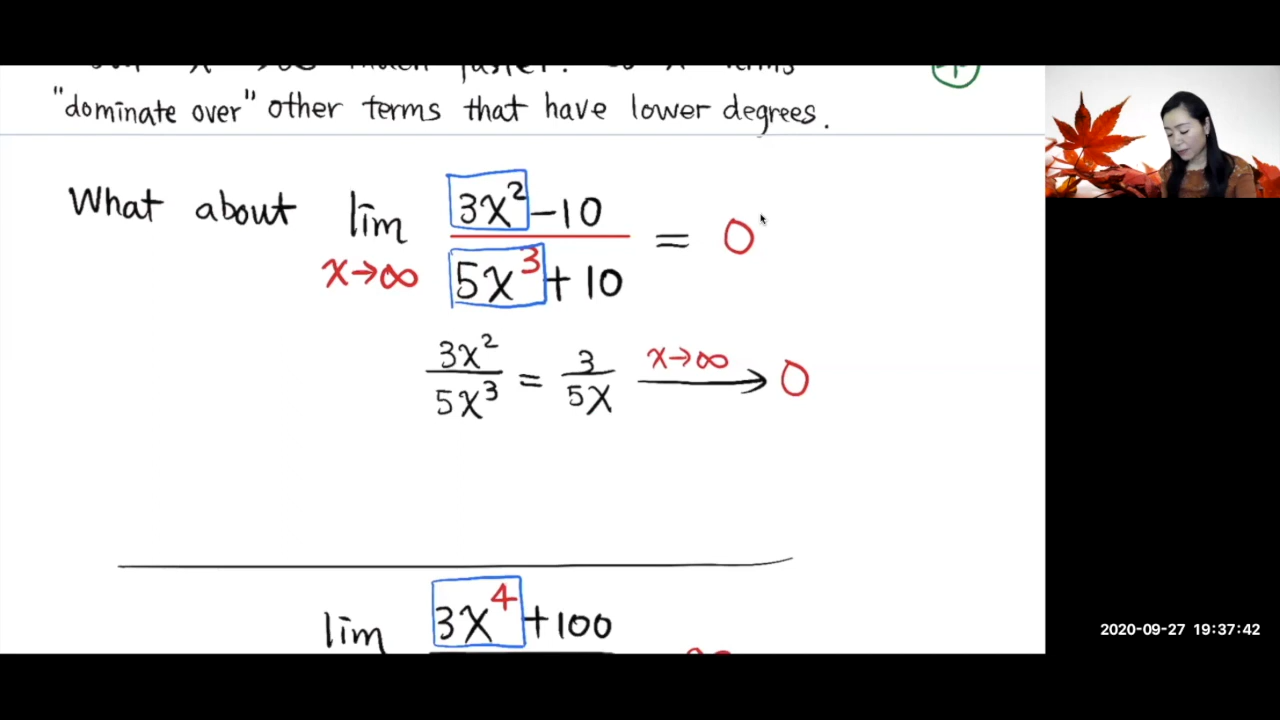 "dominate over" other terms that have lower degrees.
What about lim x→∞ (3x² − 10)/(5x³ + 10) = 0
3x²/5x³ = 3/5x x→∞ ⟶ 0
lim 3x⁴ + 100
2020-09-27 19:37:42